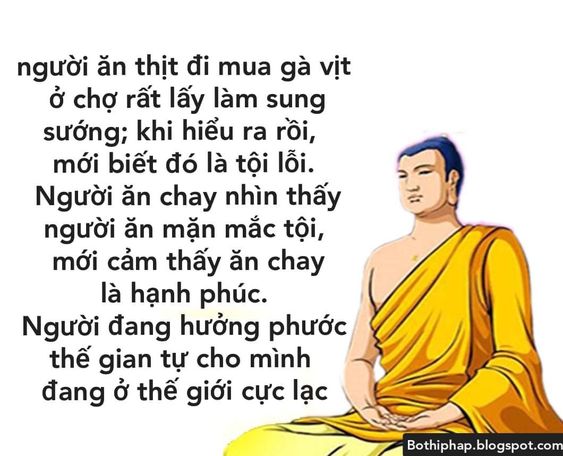 người ăn thịt đi mua gà vịt
ở chợ rất lấy làm sung
sướng; khi hiểu ra rồi,
mới biết đó là tội lỗi.
Người ăn chay nhìn thấy
người ăn mặn mắc tội,
mới cảm thấy ăn chay
là hạnh phúc.
Người đang hưởng phước
thế gian tự cho mình
đang ở thế giới cực lạc
Bothiphap.blogspot.com